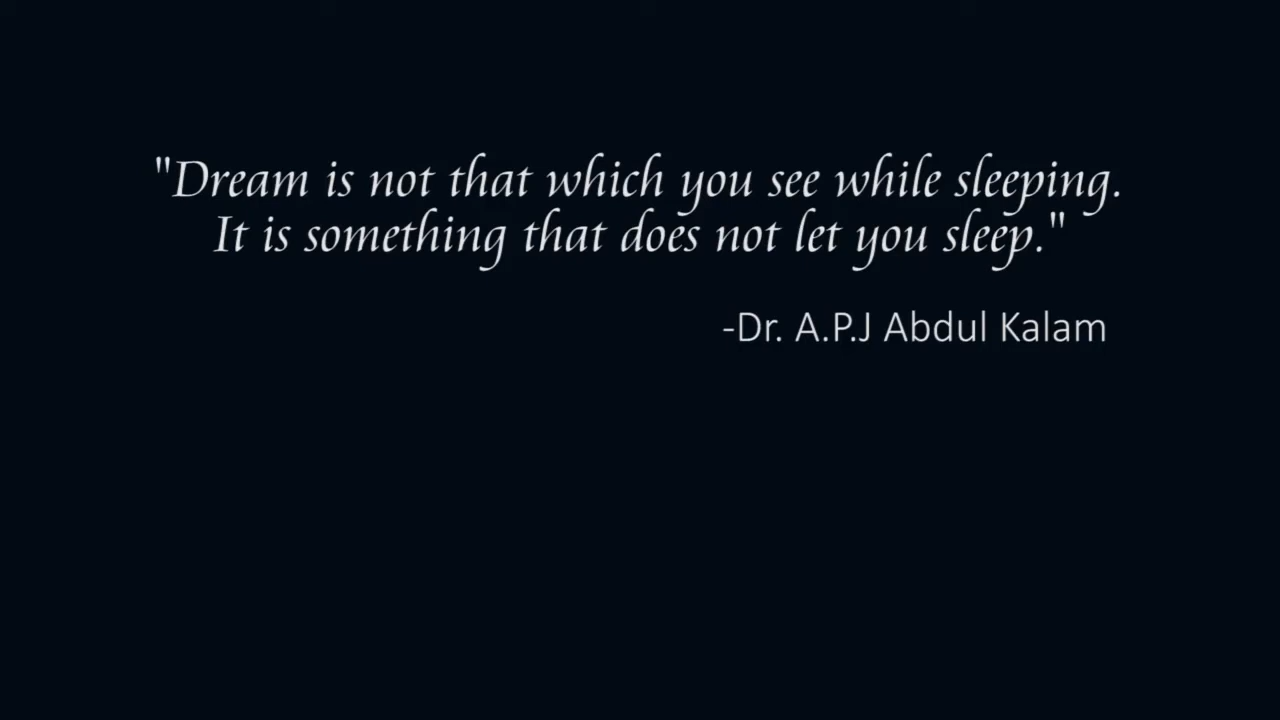 "Dream is not that which you see while sleeping.
It is something that does not let you sleep."
-Dr. A.P.J Abdul Kalam